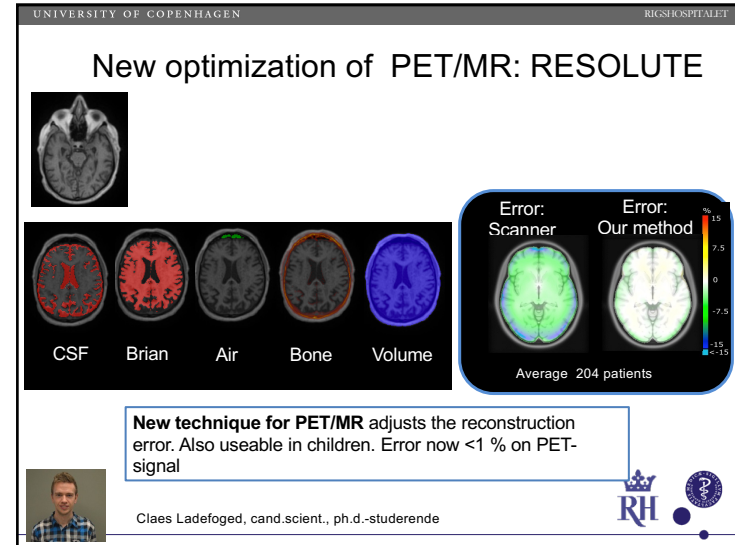 UNIVERSITY OF COPENHAGEN
RIGSHOSPITALET
New optimization of PET/MR: RESOLUTE
Error:
Scanner
Error:
Our method
%
15
7.5
0
-7.5
-15
<-15
Average 204 patients
CSF
Brian
Air
Bone
Volume
New technique for PET/MR adjusts the reconstruction
error. Also useable in children. Error now <1 % on PET-
signal
Claes Ladefoged, cand.scient., ph.d.-studerende
RH